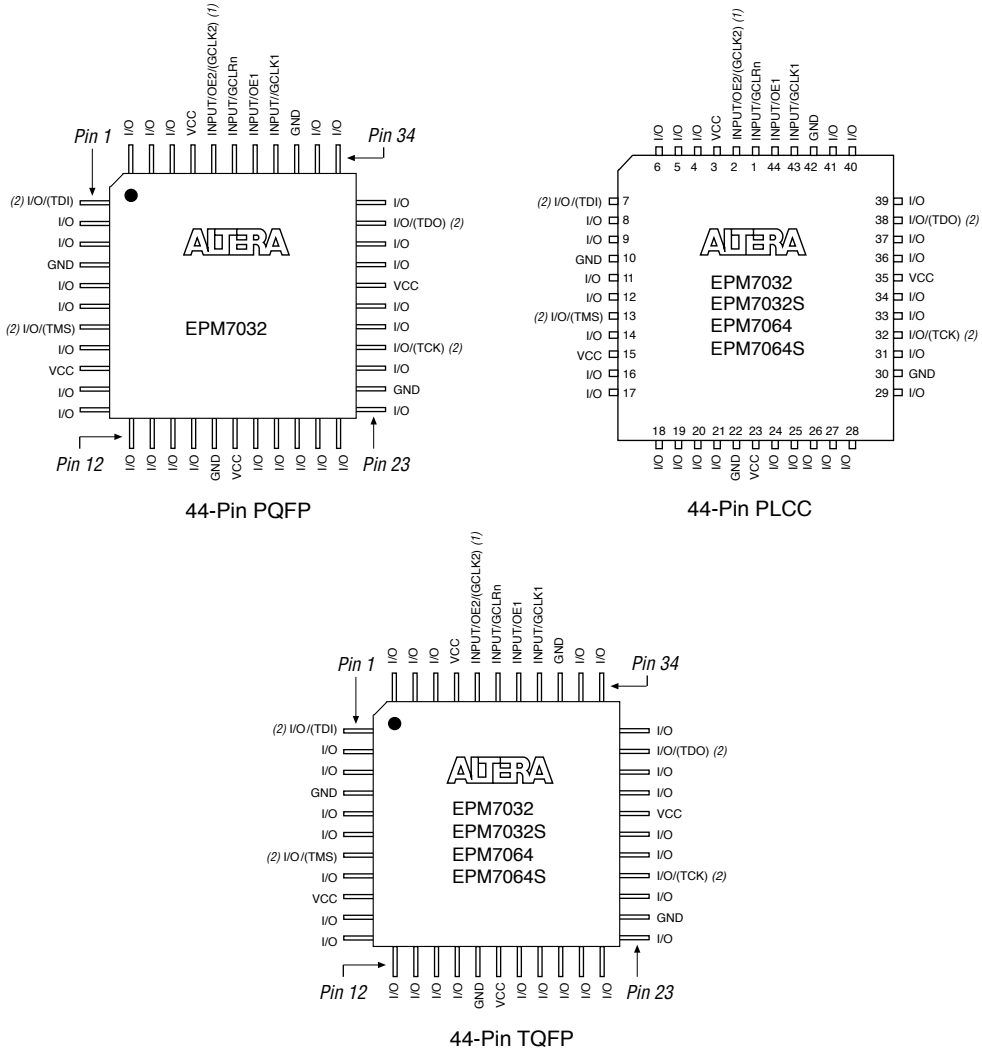 I/O
I/O
I/O
VCC
INPUT/OE2/(GCLK2) (1)
INPUT/GCLRn
INPUT/OE1
INPUT//GCLK1
GND
I/O
I/O
Pin 1
Pin 34
(2) I/O/(TDI)
I/O
I/O
GND
I/O
I/O
(2) I/O/(TMS)
I/O
VCC
I/O
I/O
ALTERA
EPM7032
I/O
I/O/(TDO) (2)
I/O
I/O
VCC
I/O
I/O
I/O/(TCK) (2)
I/O
GND
I/O
Pin 12
Pin 23
I/O
I/O
I/O
I/O
GND
VCC
I/O
I/O
I/O
I/O
I/O
44-Pin PQFP
I/O
I/O
I/O
VCC
INPUT/OE2/(GCLK2) (1)
INPUT/GCLRn
INPUT/OE1
INPUT/GCLK1
GND
I/O
I/O
6 5 4 3 2 1 44 43 42 41 40
(2) I/O/(TDI) 7
I/O 8
I/O 9
GND 10
I/O 11
I/O 12
(2) I/O/(TMS) 13
I/O 14
VCC 15
I/O 16
I/O 17
ALTERA
EPM7032
EPM7032S
EPM7064
EPM7064S
39 I/O
38 I/O/(TDO) (2)
37 I/O
36 I/O
35 VCC
34 I/O
33 I/O
32 I/O/(TCK) (2)
31 I/O
30 GND
29 I/O
18 19 20 21 22 23 24 25 26 27 28
I/O
I/O
I/O
I/O
GND
VCC
I/O
I/O
I/O
I/O
I/O
44-Pin PLCC
I/O
I/O
I/O
VCC
INPUT/OE2/(GCLK2) (1)
INPUT/GCLRn
INPUT/OE1
INPUT/GCLK1
GND
I/O
I/O
Pin 1
Pin 34
(2) I/O/(TDI)
I/O
I/O
GND
I/O
I/O
(2) I/O/(TMS)
I/O
VCC
I/O
I/O
ALTERA
EPM7032
EPM7032S
EPM7064
EPM7064S
I/O
I/O/(TDO) (2)
I/O
I/O
VCC
I/O
I/O
I/O/(TCK) (2)
I/O
GND
I/O
Pin 12
Pin 23
I/O
I/O
I/O
I/O
GND
VCC
I/O
I/O
I/O
I/O
I/O
44-Pin TQFP